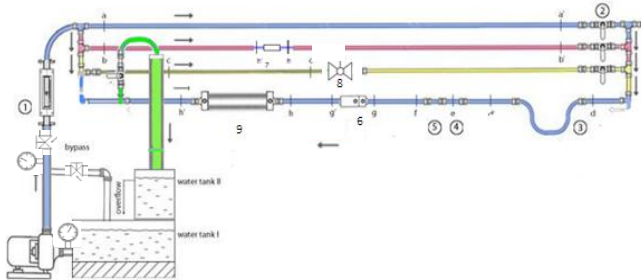 ②
a
a'
b
n'
n
c
b'
7
c
c
8
①
h'
h
g'
g
f
e
d'
d
9
6
⑤
④
③
bypass
overflow
water tank II
water tank I